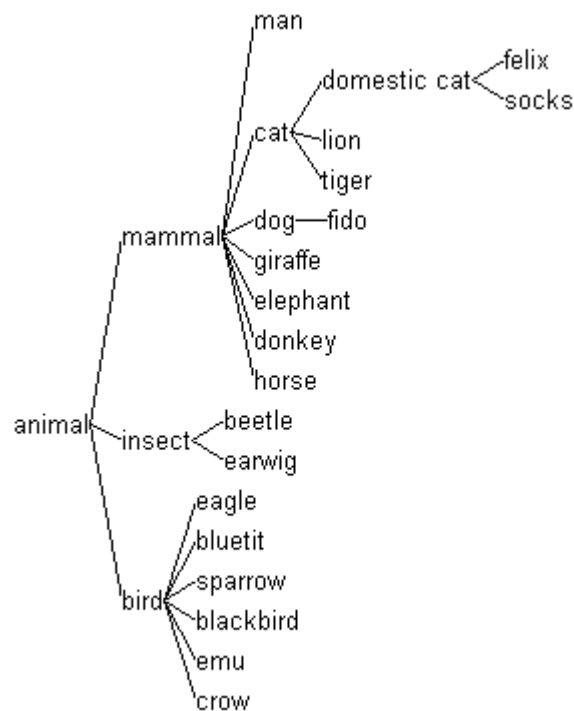 man
felix
domestic cat
socks
cat
lion
tiger
dog fido
mammal
giraffe
elephant
donkey
horse
beetle
animal
insect
earwig
eagle
bluetit
sparrow
bird
blackbird
emu
crow